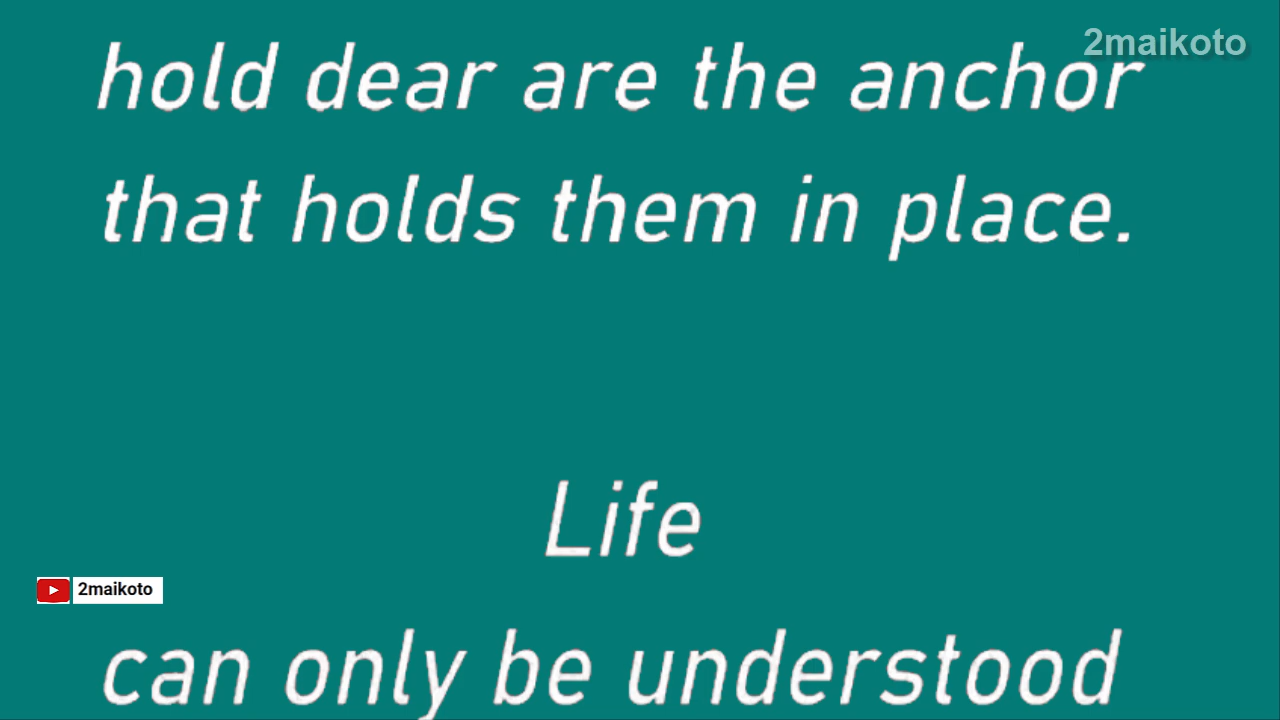 2maikoto
hold dear are the anchor
that holds them in place.
Life
2maikoto
can only be understood